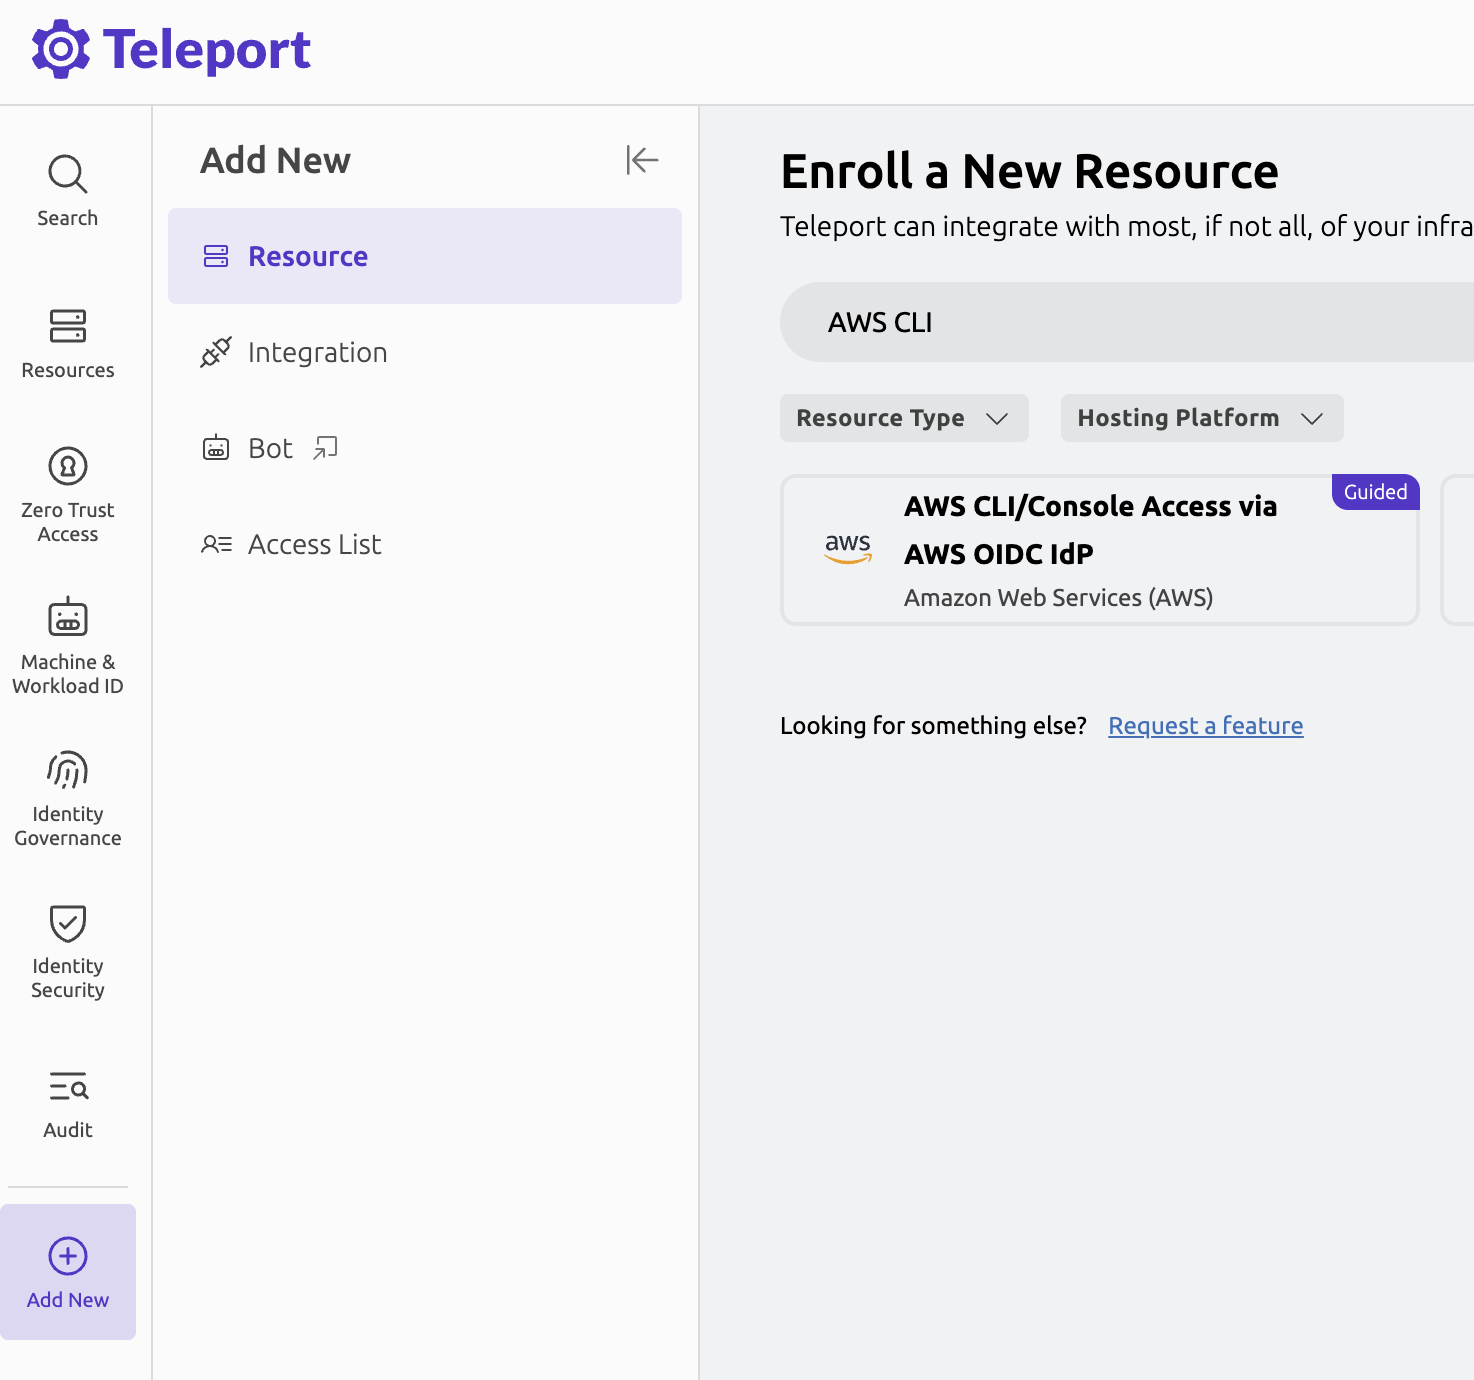 Teleport
Search
Resources
Zero Trust
Access
Machine &
Workload ID
Identity
Governance
Identity
Security
Audit
Add New
Add New
Resource
Integration
Bot
Access List
Enroll a New Resource
Teleport can integrate with most, if not all, of your infra
AWS CLI
Resource Type
Hosting Platform
Guided
aws
AWS CLI/Console Access via
AWS OIDC IdP
Amazon Web Services (AWS)
Looking for something else? Request a feature